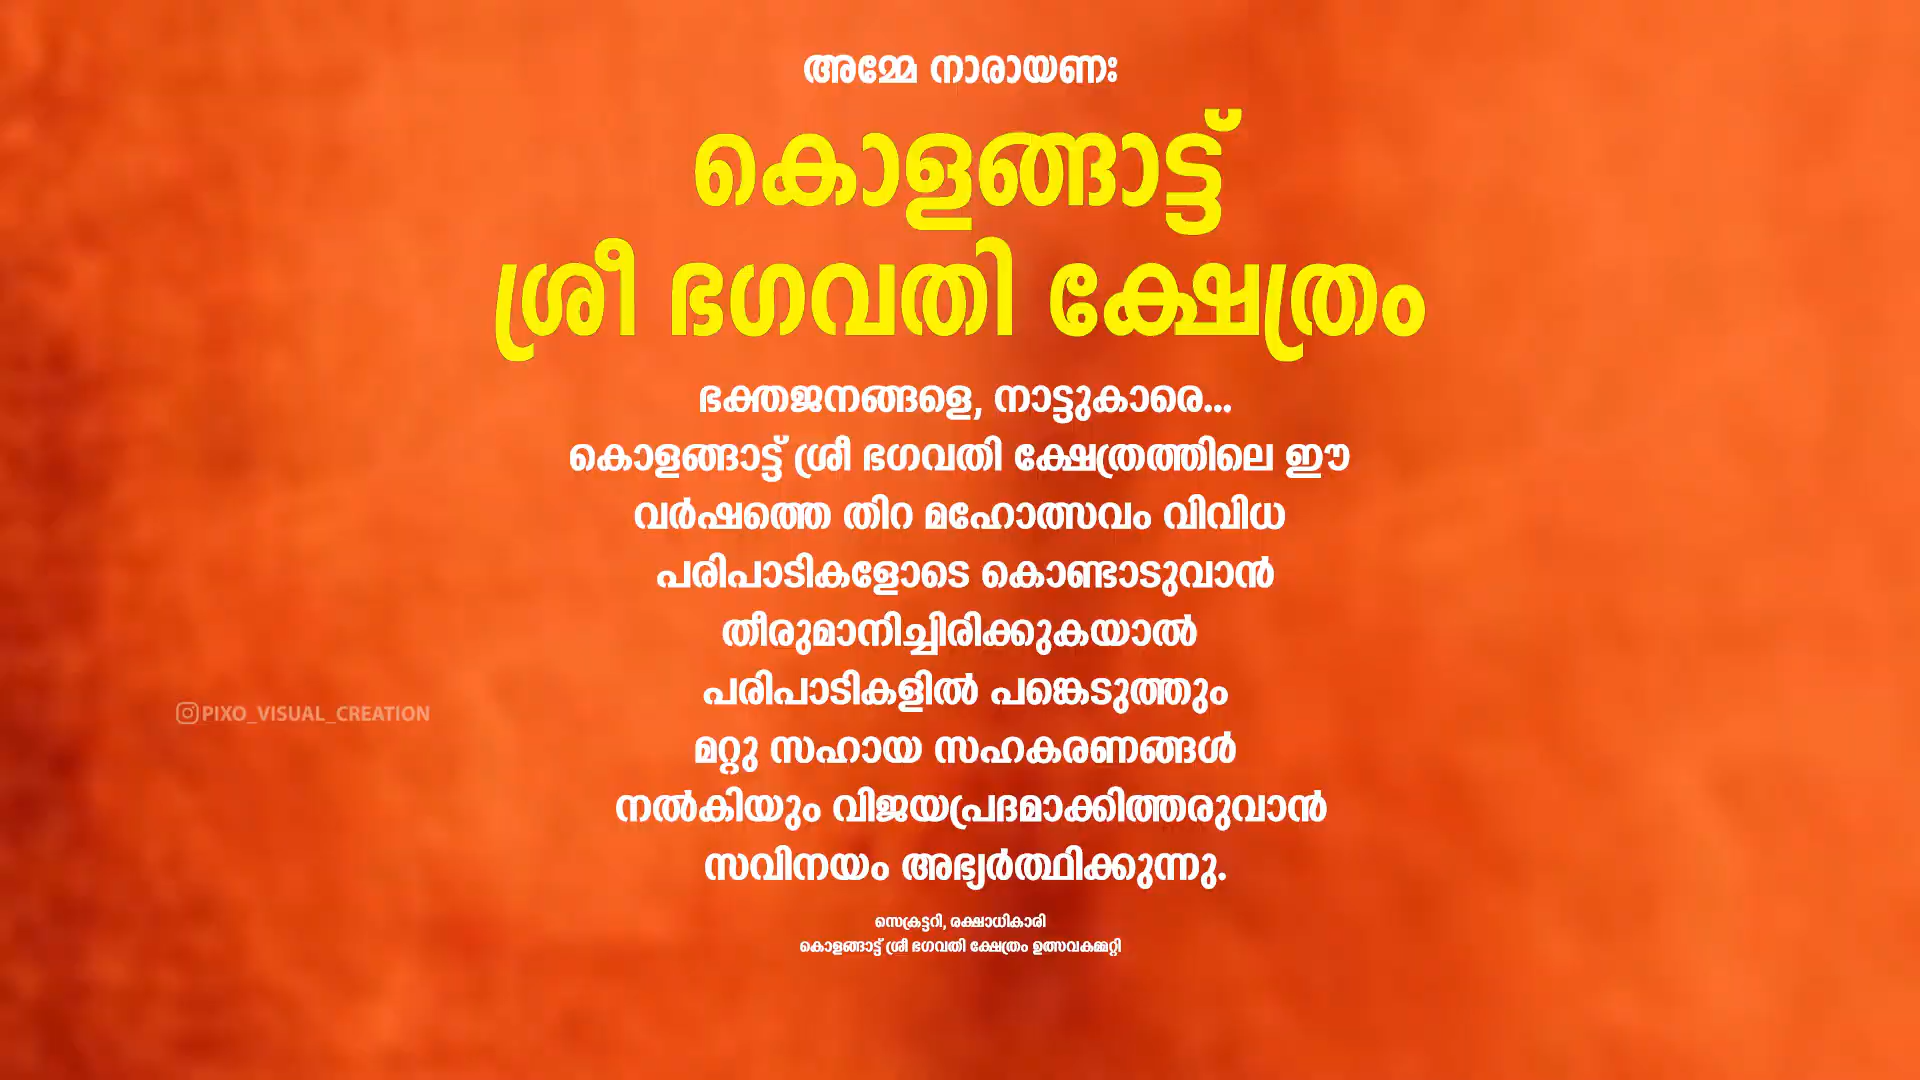 അമ്മേ നാരായണഃ
കൊളങ്ങാട്ട്
ശ്രീ ഭഗവതി ക്ഷേത്രം
ഭക്തജനങ്ങളെ, നാട്ടുകാരെ...
കൊളങ്ങാട്ട് ശ്രീ ഭഗവതി ക്ഷേത്രത്തിലെ ഈ
വർഷത്തെ തിറ മഹോത്സവം വിവിധ
പരിപാടികളോടെ കൊണ്ടാടുവാൻ
തീരുമാനിച്ചിരിക്കുകയാൽ
പരിപാടികളിൽ പങ്കെടുത്തും
മറ്റു സഹായ സഹകരണങ്ങൾ
നൽകിയും വിജയപ്രദമാക്കിത്തരുവാൻ
സവിനയം അഭ്യർത്ഥിക്കുന്നു.
PIXO_VISUAL_CREATION
സെക്രട്ടറി, രക്ഷാധികാരി
കൊളങ്ങാട്ട് ശ്രീ ഭഗവതി ക്ഷേത്രം ഉത്സവകമ്മറ്റി